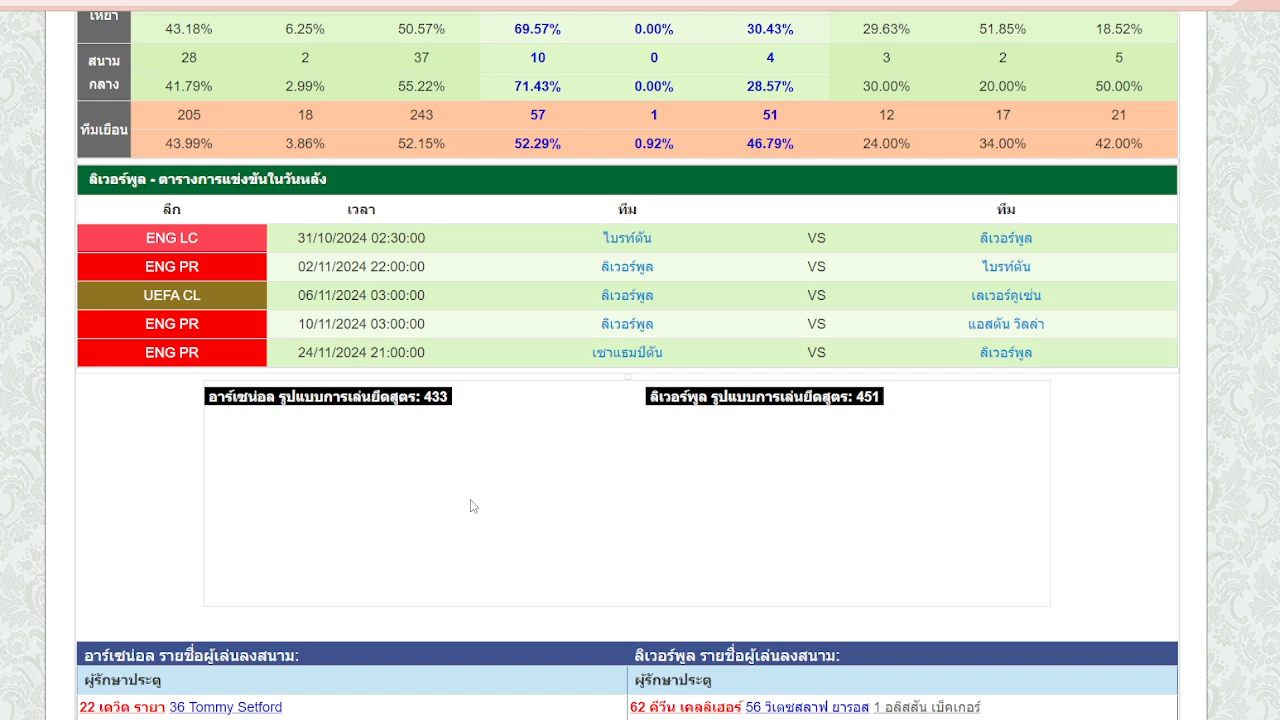 เหย้า
43.18% 6.25% 50.57% 69.57% 0.00% 30.43% 29.63% 51.85% 18.52%
สนาม กลาง
28 2 37 10 0 4 3 2 5
41.79% 2.99% 55.22% 71.43% 0.00% 28.57% 30.00% 20.00% 50.00%
ทีมเยือน
205 18 243 57 1 51 12 17 21
43.99% 3.86% 52.15% 52.29% 0.92% 46.79% 24.00% 34.00% 42.00%
ลิเวอร์พูล - ตารางการแข่งขันในวันหลัง
ลีก เวลา ทีม ทีม
ENG LC 31/10/2024 02:30:00 ไบรท์ตัน VS ลิเวอร์พูล
ENG PR 02/11/2024 22:00:00 ลิเวอร์พูล VS ไบรท์ตัน
UEFA CL 06/11/2024 03:00:00 ลิเวอร์พูล VS เลเวอร์คูเซ่น
ENG PR 10/11/2024 03:00:00 ลิเวอร์พูล VS แอสตัน วิลล่า
ENG PR 24/11/2024 21:00:00 เซาแธมป์ตัน VS ลิเวอร์พูล
อาร์เซน่อล รูปแบบการเล่นยึดสูตร: 433 ลิเวอร์พูล รูปแบบการเล่นยึดสูตร: 451
อาร์เซน่อล รายชื่อผู้เล่นลงสนาม: ลิเวอร์พูล รายชื่อผู้เล่นลงสนาม:
ผู้รักษาประตู ผู้รักษาประตู
22 เดวิด รายา 36 Tommy Setford 62 คีวีน เคลลิเฮอร์ 56 วิเตซสลาฟ ยารอส 1 อลิสสัน เบ็คเกอร์